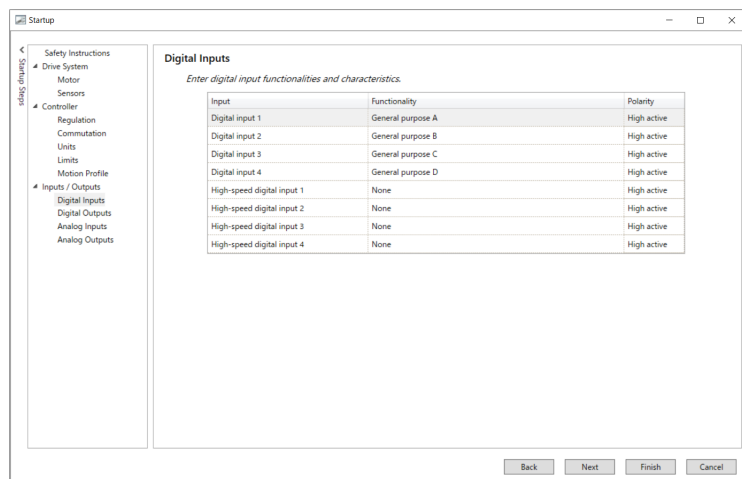 Startup
Startup Steps
Safety Instructions
Drive System
Motor
Sensors
Controller
Regulation
Commutation
Units
Limits
Motion Profile
Inputs / Outputs
Digital Inputs
Digital Outputs
Analog Inputs
Analog Outputs
Digital Inputs
Enter digital input functionalities and characteristics.
Input Functionality Polarity
Digital input 1 General purpose A High active
Digital input 2 General purpose B High active
Digital input 3 General purpose C High active
Digital input 4 General purpose D High active
High-speed digital input 1 None High active
High-speed digital input 2 None High active
High-speed digital input 3 None High active
High-speed digital input 4 None High active
Back Next Finish Cancel